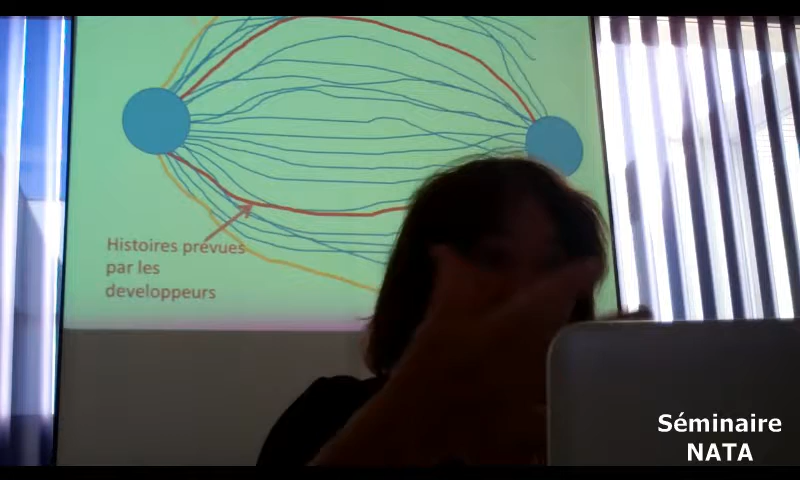 Histoires prévues
par les
developpeurs
Séminaire
NATA